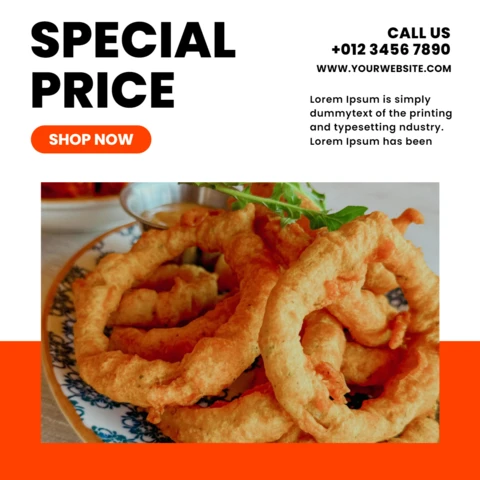 SPECIAL
PRICE
SHOP NOW
CALL US
+012 3456 7890
WWW.YOURWEBSITE.COM
Lorem Ipsum is simply
dummytext of the printing
and typesetting ndustry.
Lorem Ipsum has been